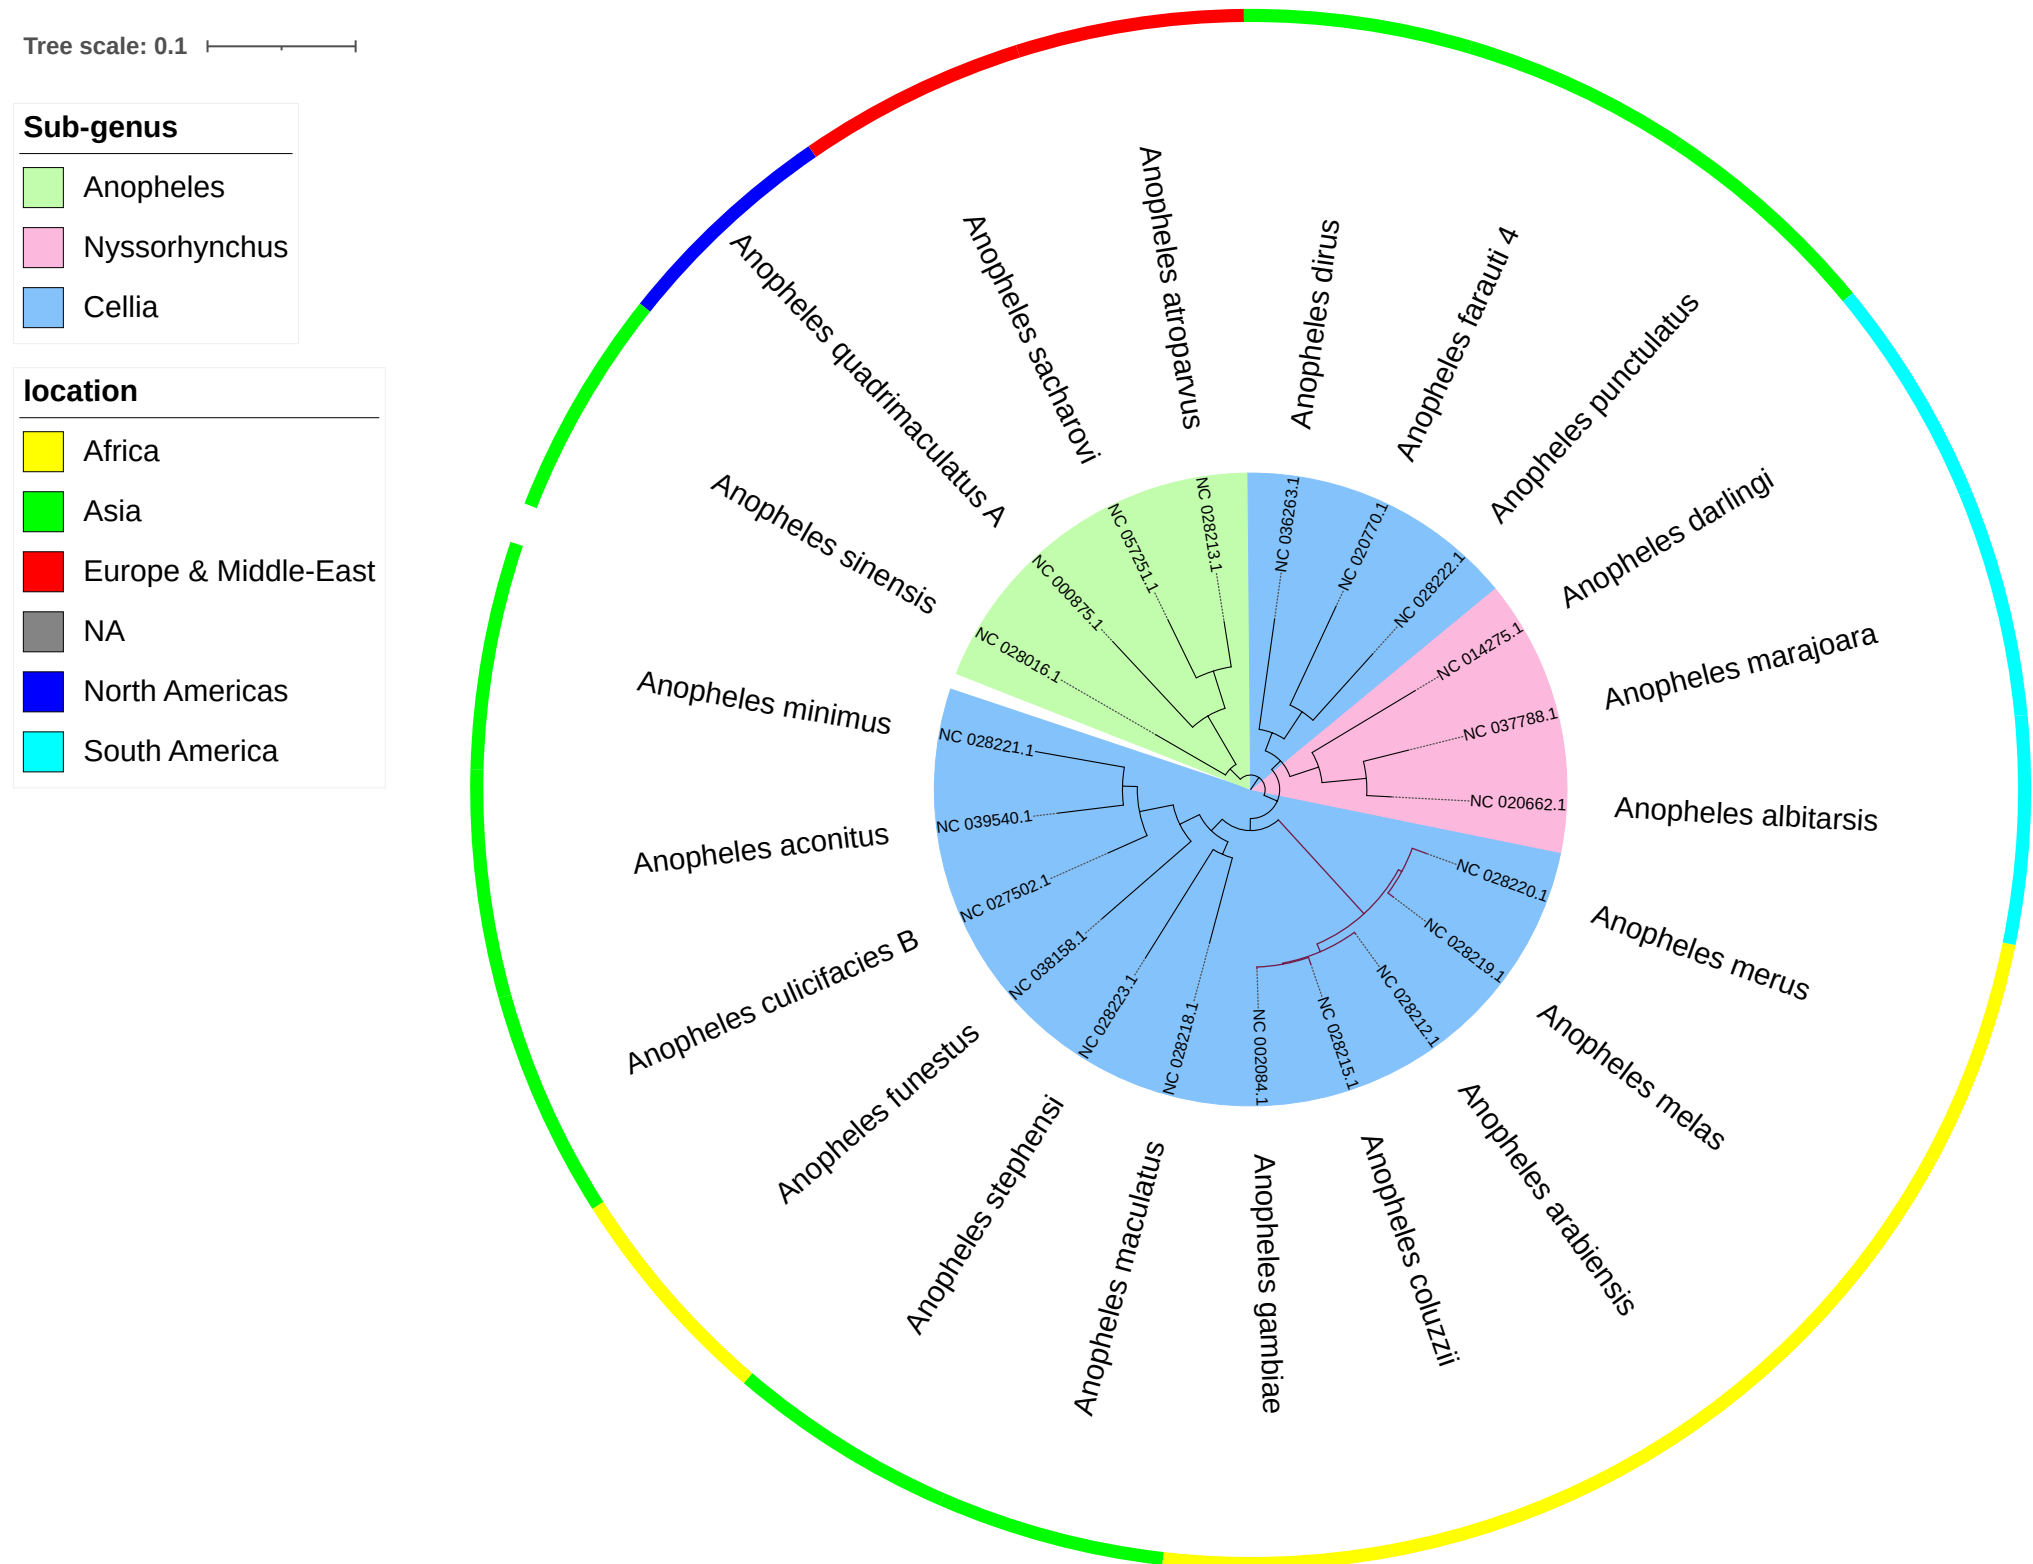 Tree scale: 0.1
Sub-genus
Anopheles
Nyssorhynchus
Cellia
location
Africa
Asia
Europe & Middle-East
NA
North Americas
South America
Anopheles dirus
Anopheles farauti 4
Anopheles punctulatus
Anopheles darlingi
Anopheles marajoara
Anopheles albitarsis
Anopheles merus
Anopheles melas
Anopheles arabiensis
Anopheles coluzzii
Anopheles gambiae
Anopheles maculatus
Anopheles stephensi
Anopheles funestus
Anopheles culicifacies B
Anopheles aconitus
Anopheles minimus
Anopheles sinensis
Anopheles quadrimaculatus A
Anopheles sacharovi
Anopheles atroparvus
NC 036263.1
NC 020770.1
NC 028222.1
NC 014275.1
NC 037788.1
NC 020662.1
NC 028220.1
NC 028219.1
NC 028212.1
NC 028215.1
NC 002084.1
NC 028218.1
NC 028223.1
NC 038158.1
NC 027502.1
NC 039540.1
NC 028221.1
NC 028016.1
NC 000875.1
NC 057251.1
NC 028213.1